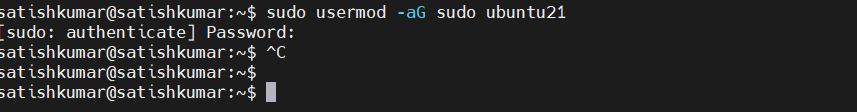 satishkumar@satishkumar:~$ sudo usermod -aG sudo ubuntu21
[sudo: authenticate] Password:
satishkumar@satishkumar:~$ ^C
satishkumar@satishkumar:~$
satishkumar@satishkumar:~$